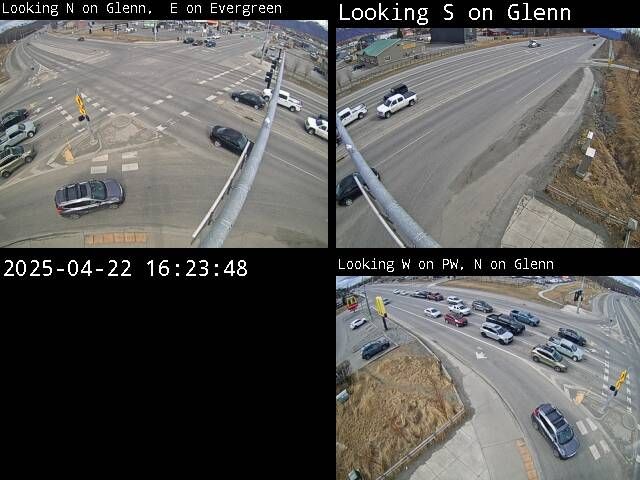 Looking N on Glenn,  E on Evergreen
Looking S on Glenn
2025-04-22 16:23:48
Looking W on PW, N on Glenn